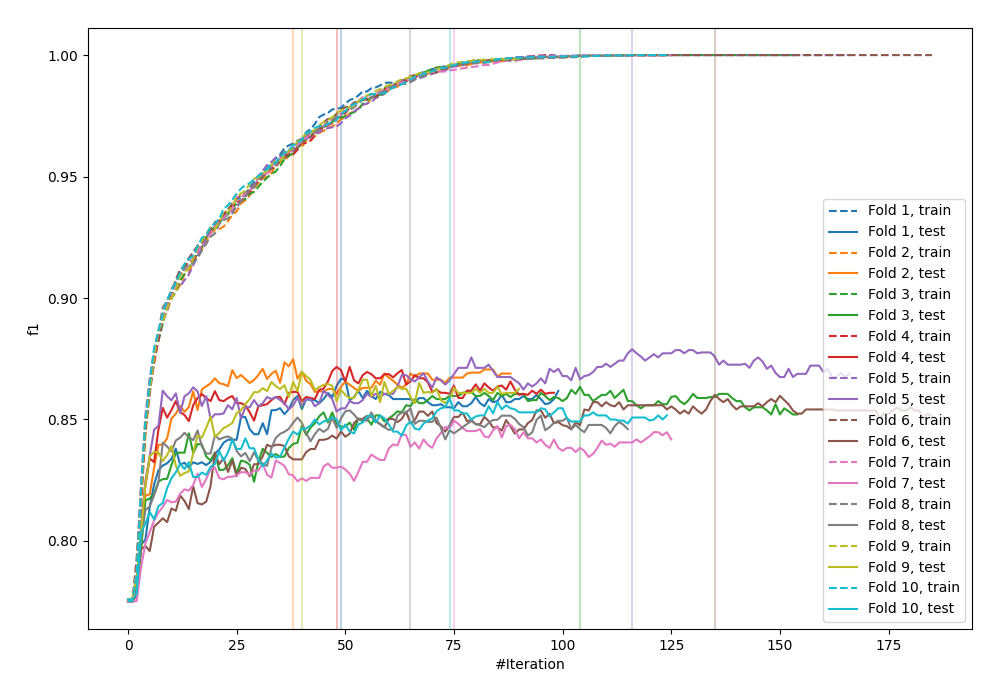 1.00
0.95
0.90
0.85
0.80
f1
0
25
50
75
100
125
150
175
#Iteration
Fold 1, train
Fold 1, test
Fold 2, train
Fold 2, test
Fold 3, train
Fold 3, test
Fold 4, train
Fold 4, test
Fold 5, train
Fold 5, test
Fold 6, train
Fold 6, test
Fold 7, train
Fold 7, test
Fold 8, train
Fold 8, test
Fold 9, train
Fold 9, test
Fold 10, train
Fold 10, test